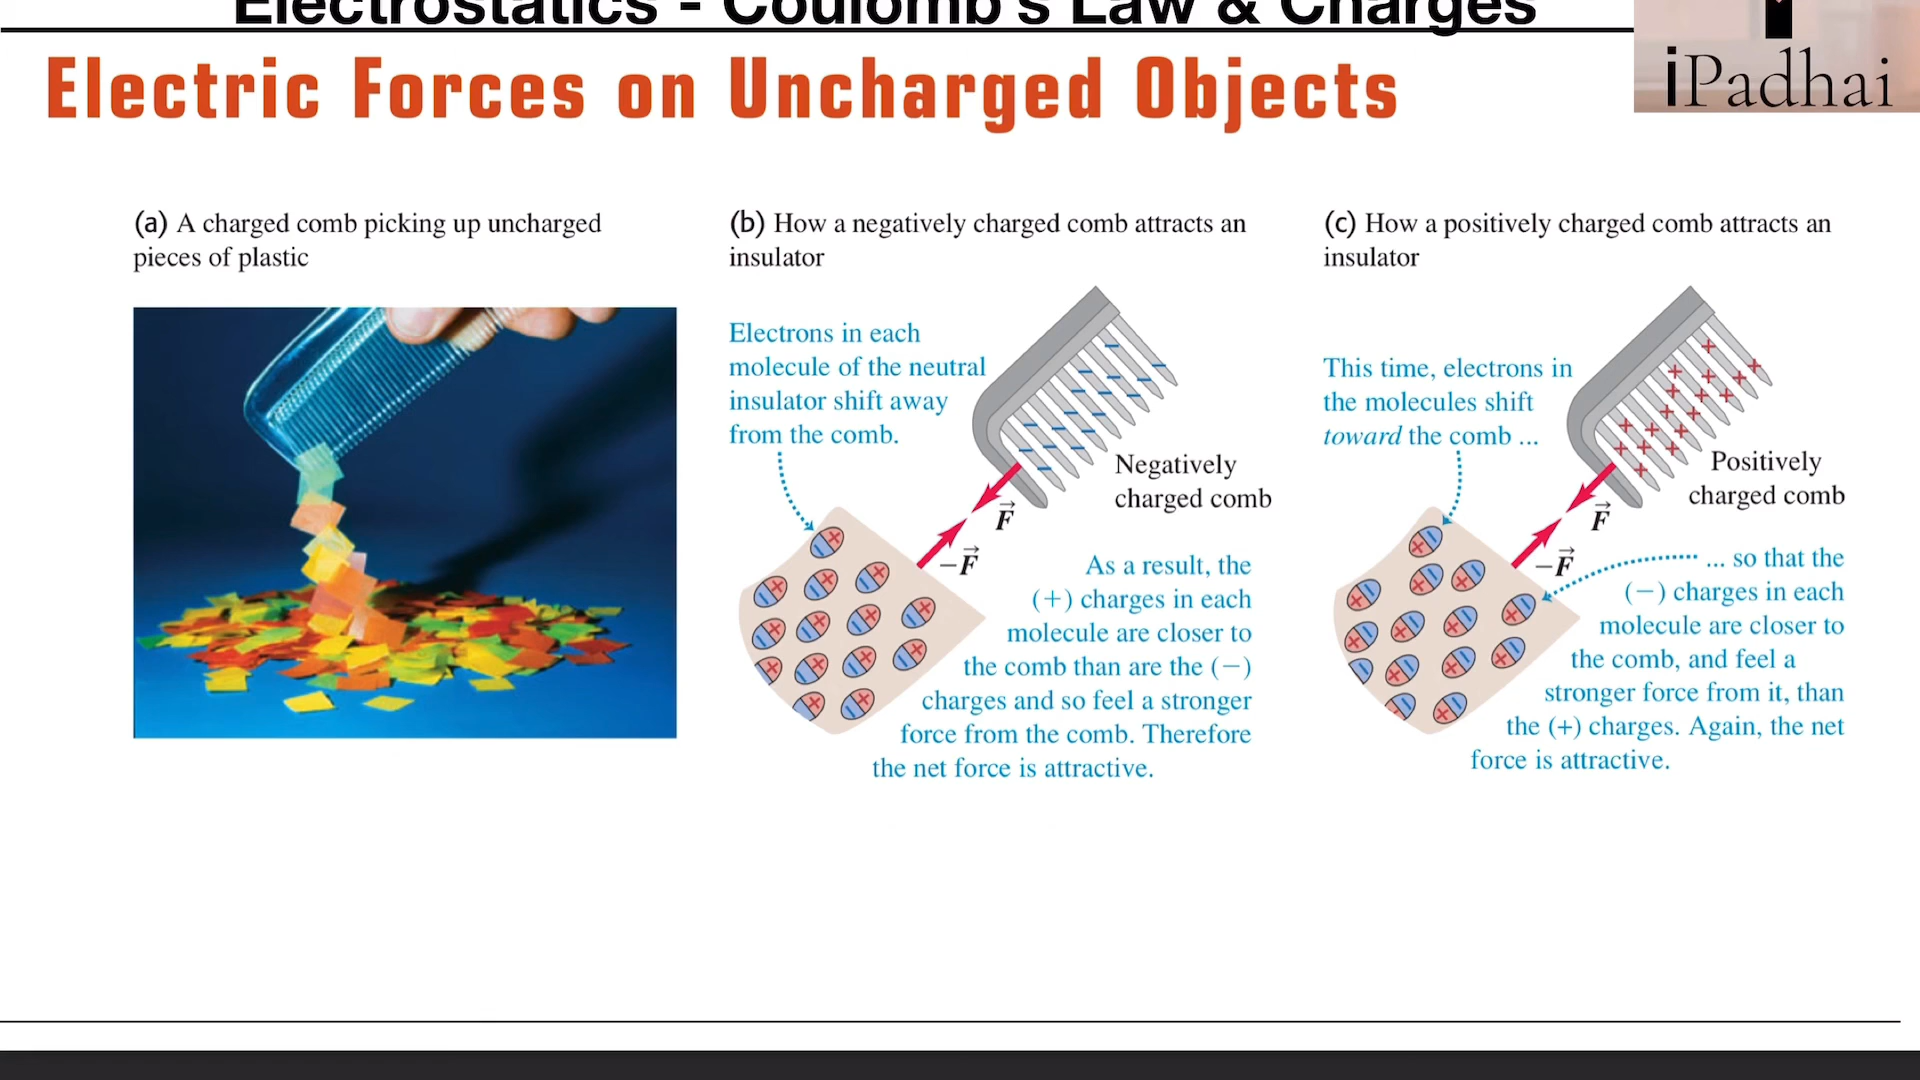 Electrostatics - Coulomb's Law & Charges
iPadhai
Electric Forces on Uncharged Objects
(a) A charged comb picking up uncharged
pieces of plastic
(b) How a negatively charged comb attracts an
insulator
Electrons in each
molecule of the neutral
insulator shift away
from the comb.
Negatively
charged comb
F⃗
−F⃗
As a result, the
(+) charges in each
molecule are closer to
the comb than are the (−)
charges and so feel a stronger
force from the comb. Therefore
the net force is attractive.
(c) How a positively charged comb attracts an
insulator
This time, electrons in
the molecules shift
toward the comb ...
Positively
charged comb
F⃗
−F⃗
... so that the
(−) charges in each
molecule are closer to
the comb, and feel a
stronger force from it, than
the (+) charges. Again, the net
force is attractive.